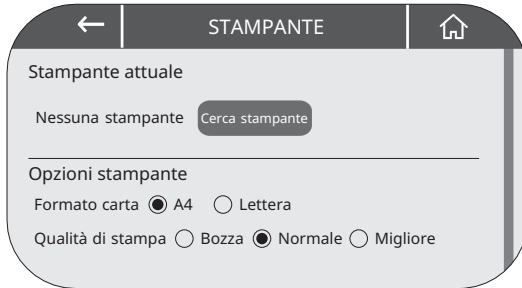 STAMPANTE
Stampante attuale
Nessuna stampante Cerca stampante
Opzioni stampante
Formato carta A4 Lettera
Qualità di stampa Bozza Normale Migliore